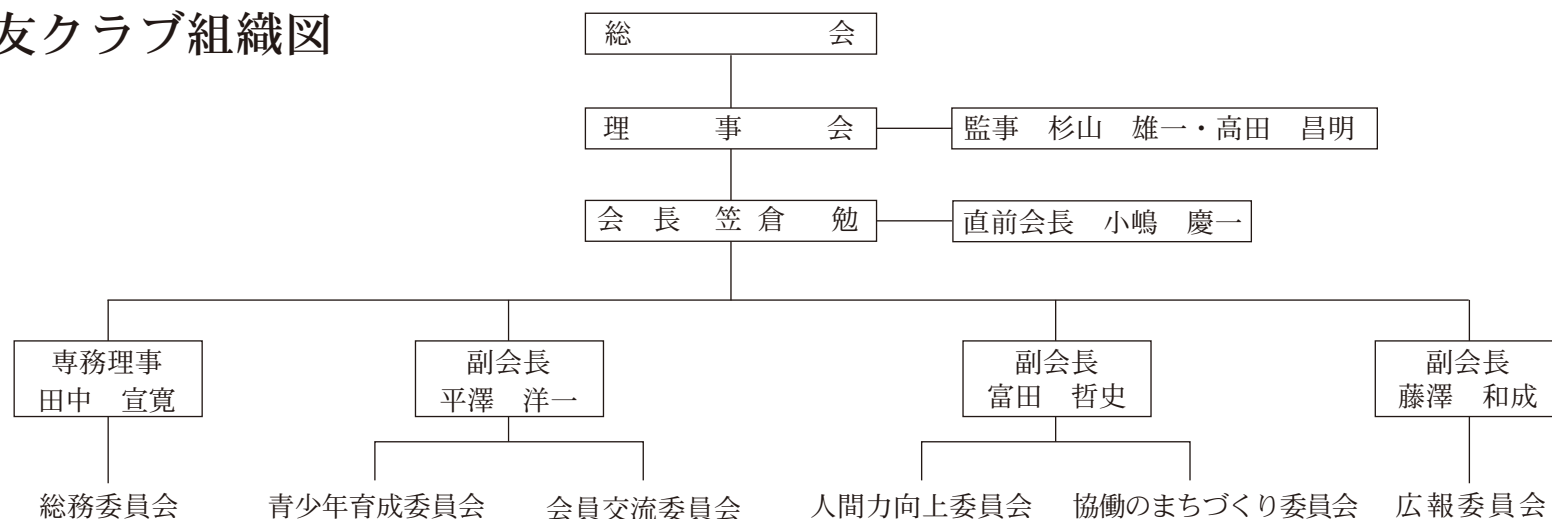 友クラブ組織図
総会
理事会
監事 杉山 雄一・高田 昌明
会長 笠倉 勉
直前会長 小嶋 慶一
専務理事
田中 宣寛
副会長
平澤 洋一
副会長
富田 哲史
副会長
藤澤 和成
総務委員会
青少年育成委員会
会員交流委員会
人間力向上委員会
協働のまちづくり委員会
広報委員会